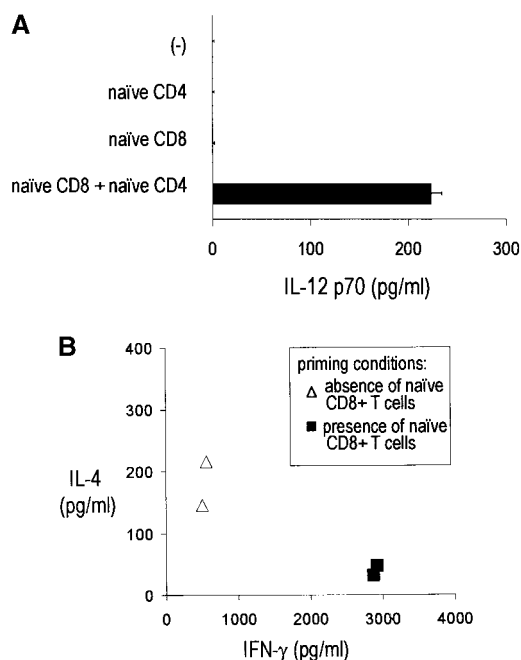 A
(-)
naïve CD4
naïve CD8
naïve CD8 + naïve CD4
0
100
200
300
IL-12 p70 (pg/ml)
B
400
300
200
100
0
IL-4
(pg/ml)
priming conditions:
△ absence of naïve
CD8+ T cells
■ presence of naïve
CD8+ T cells
0
1000
2000
3000
4000
IFN-γ (pg/ml)